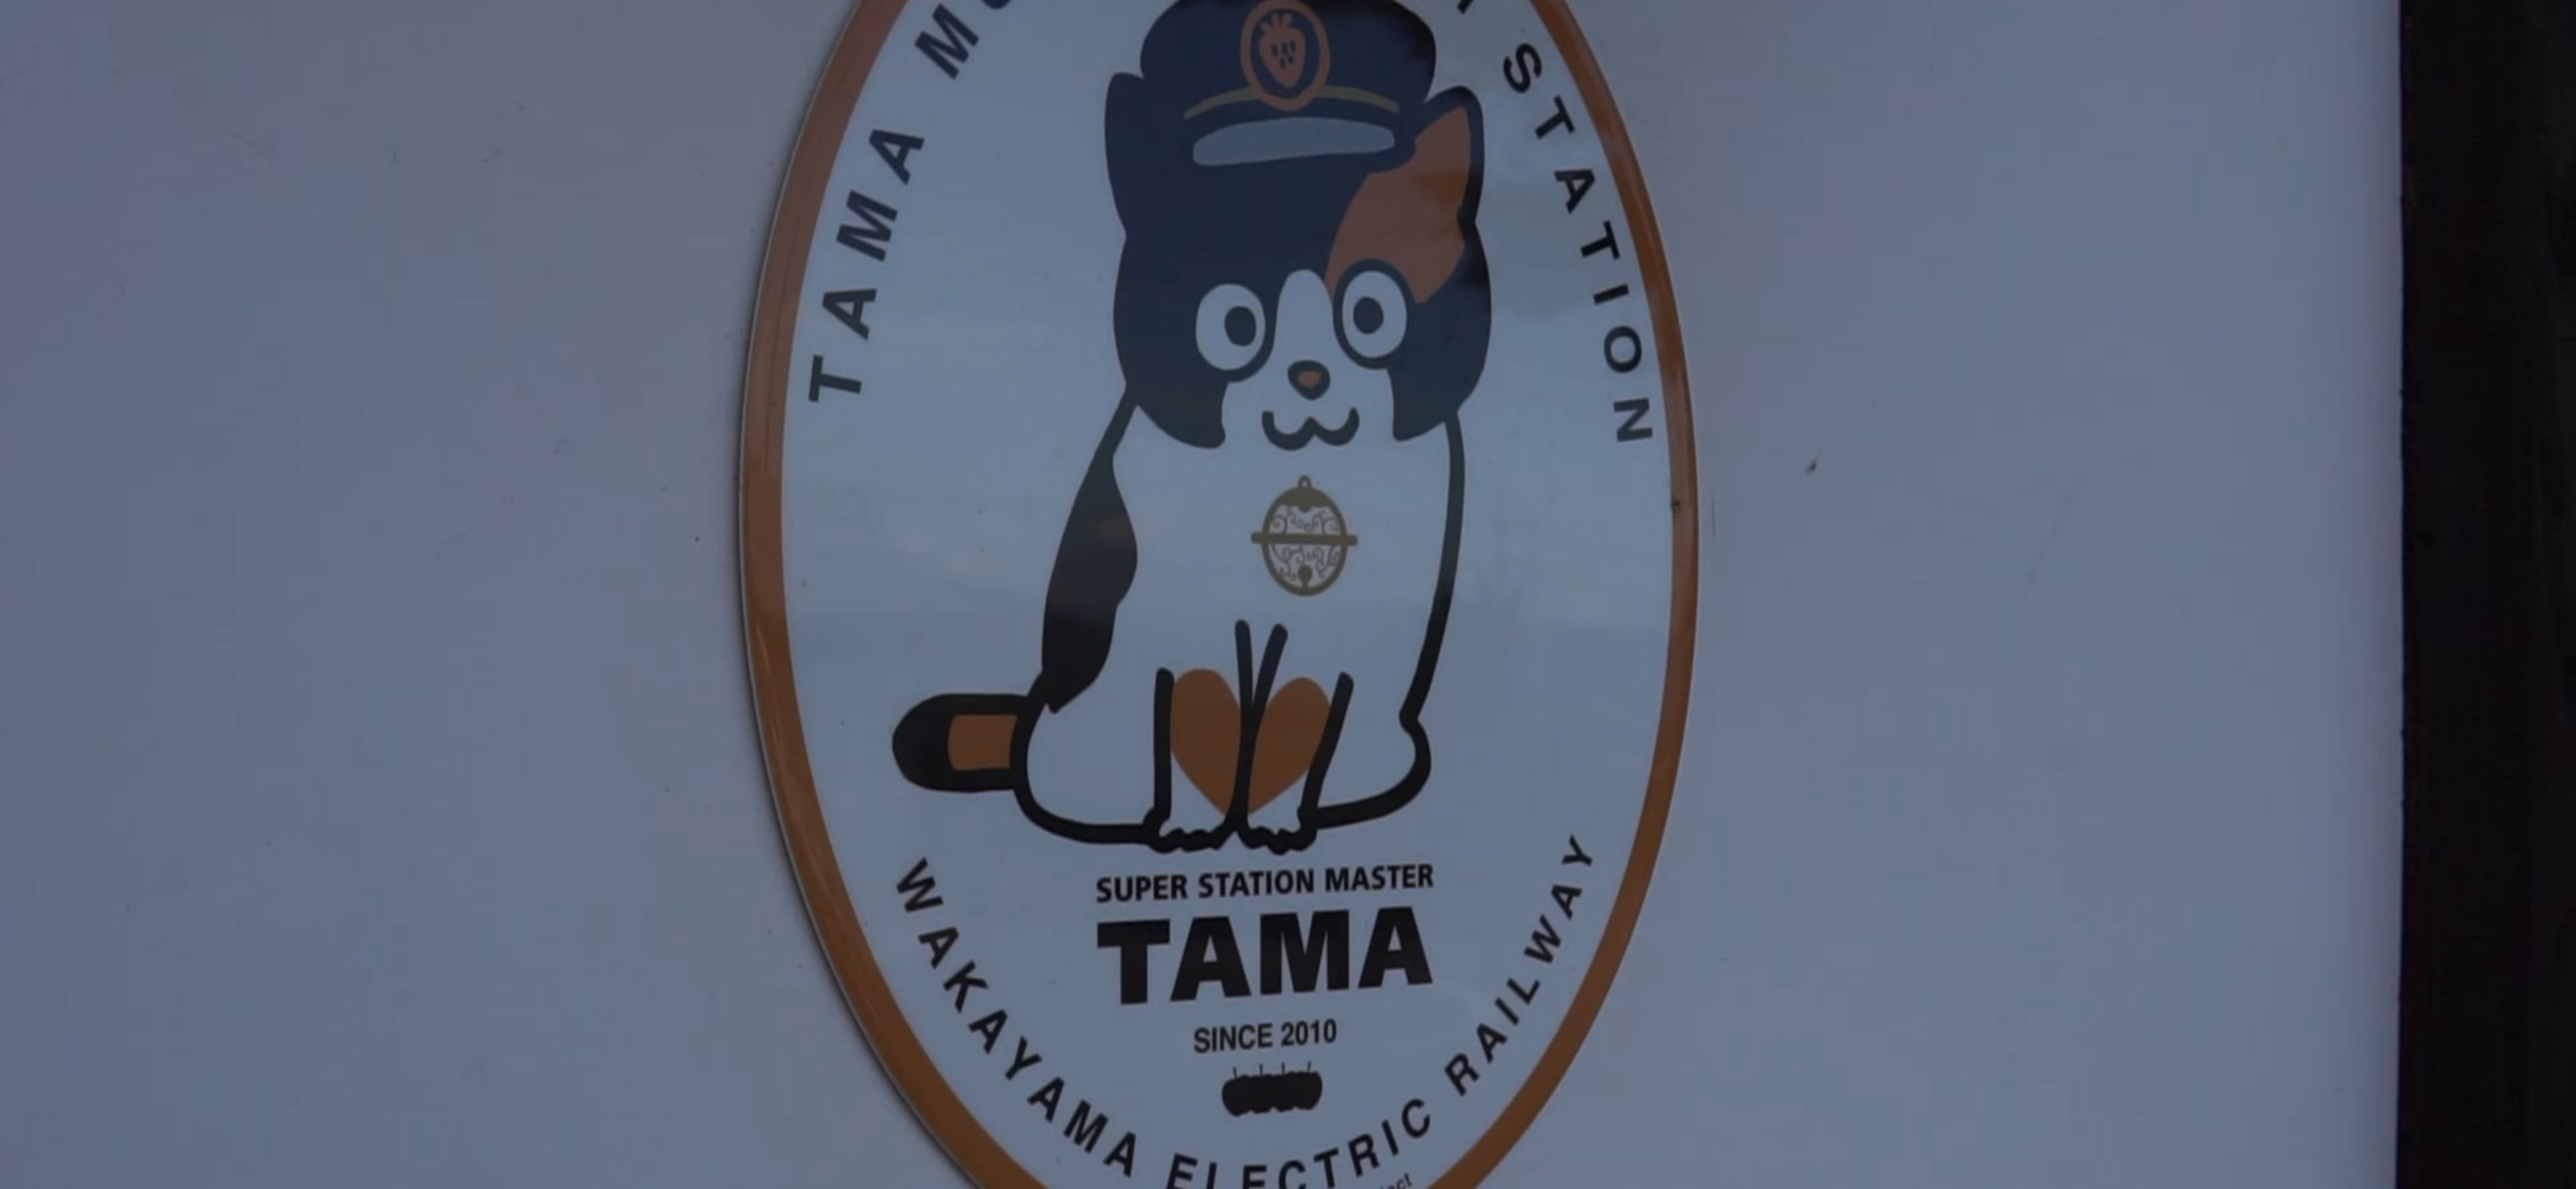 TAMA
STATION
SUPER STATION MASTER
TAMA
SINCE 2010
WAKAYAMA ELECTRIC RAILWAY